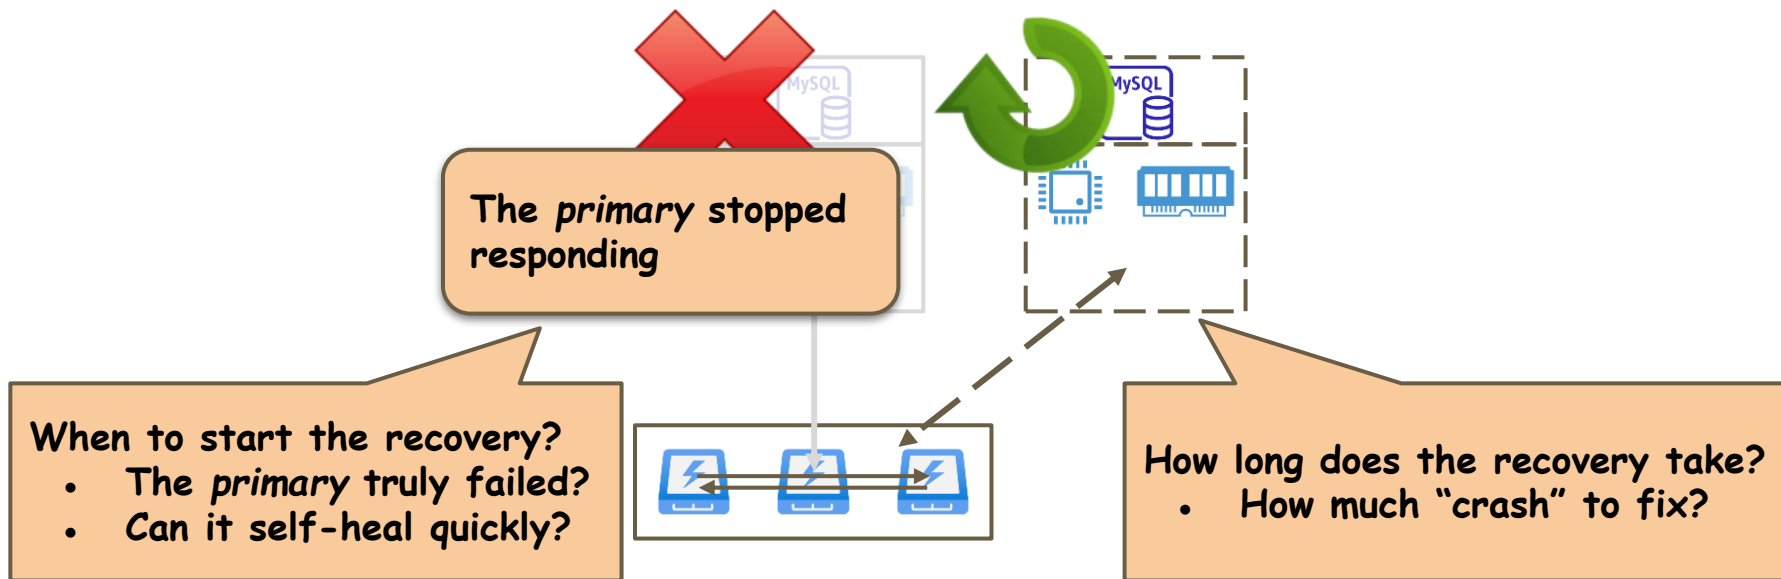 MySQL
MySQL
The primary stopped
responding
When to start the recovery?
• The primary truly failed?
• Can it self-heal quickly?
How long does the recovery take?
• How much “crash” to fix?